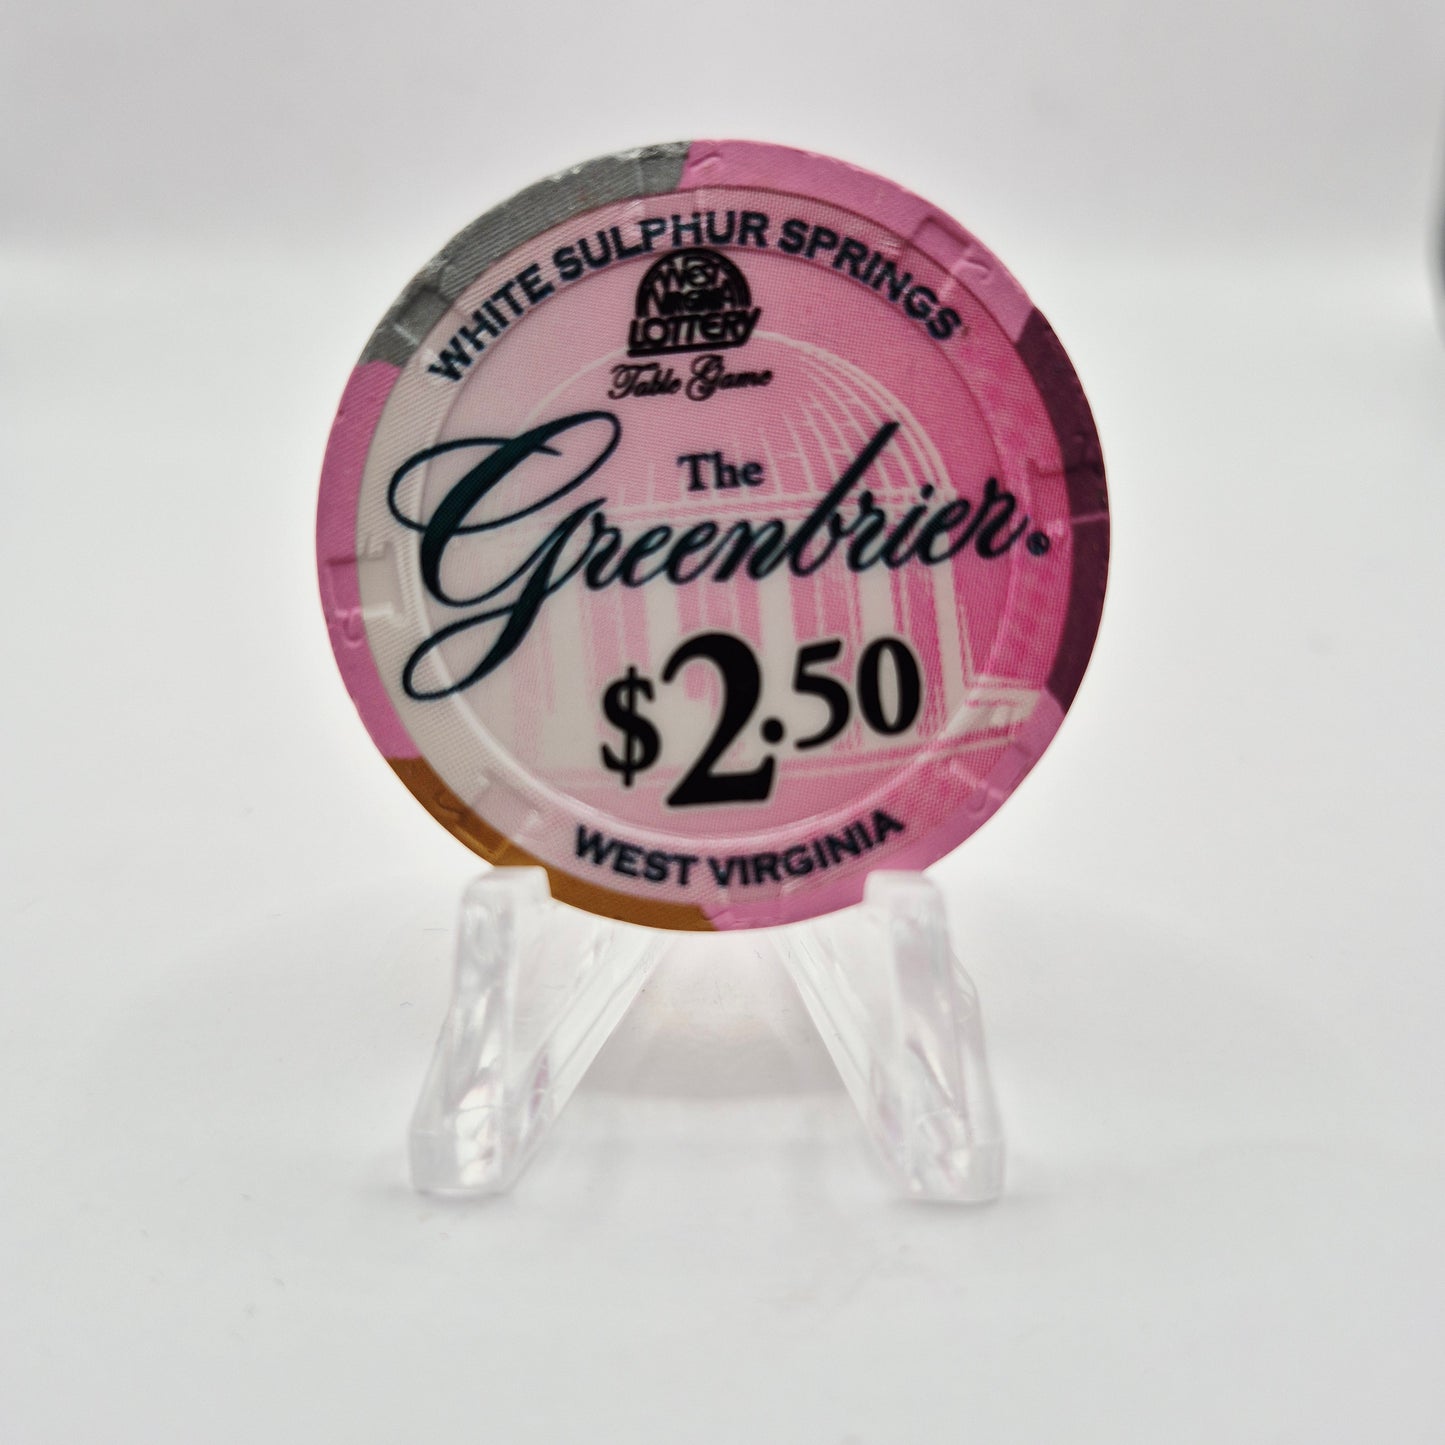 WHITE SULPHUR SPRINGS
WEST
VIRGINIA
LOTTERY
Table Game
The
Greenbrier®
$2.50
WEST VIRGINIA